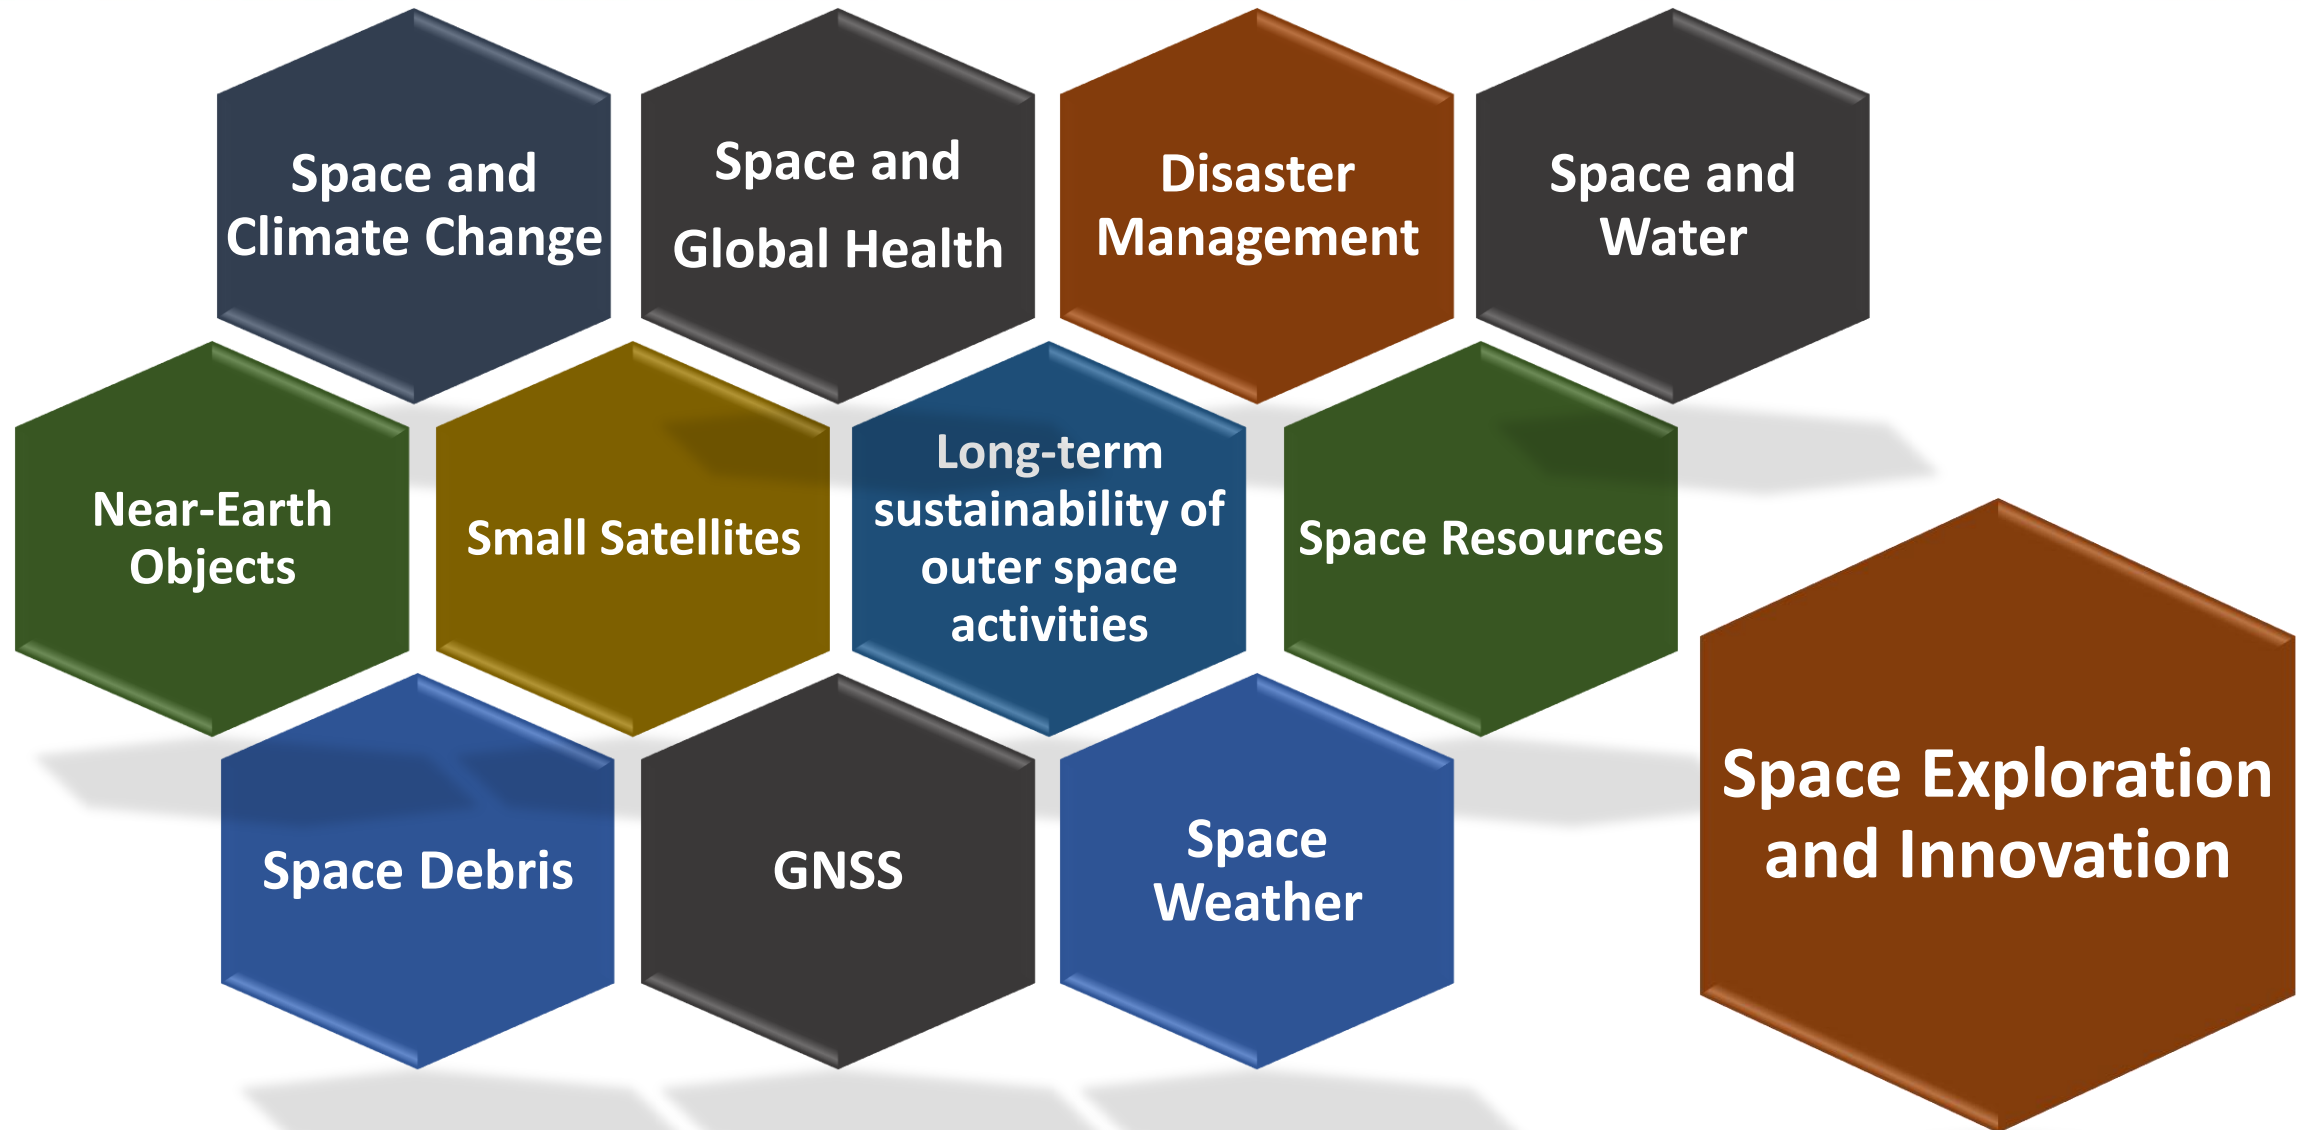 Space and
Climate Change
Space and
Global Health
Disaster
Management
Space and
Water
Near-Earth
Objects
Small Satellites
Long-term
sustainability of
outer space
activities
Space Resources
Space Exploration
and Innovation
Space Debris
GNSS
Space
Weather